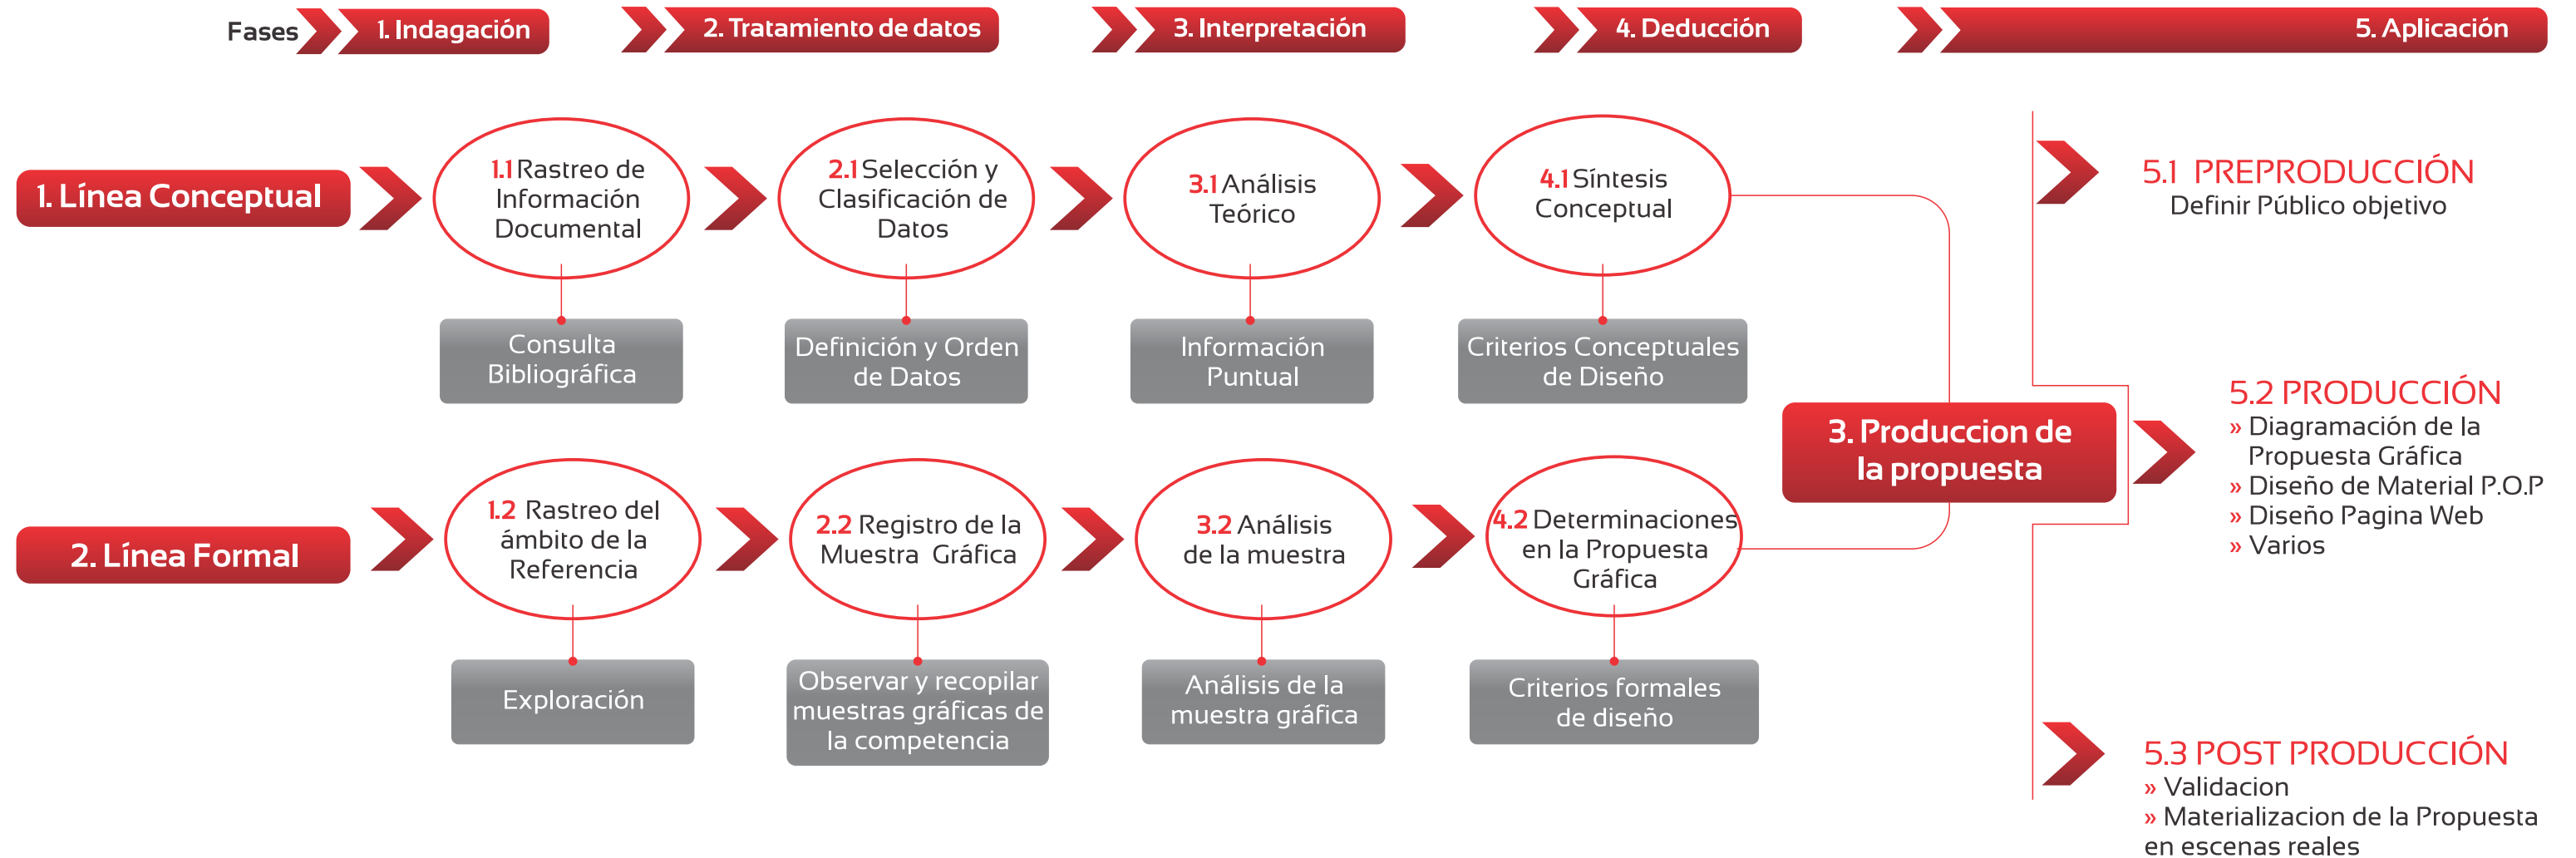 Fases
1. Indagación
2. Tratamiento de datos
3. Interpretación
4. Deducción
5. Aplicación
1. Línea Conceptual
1.1 Rastreo de
Información
Documental
2.1 Selección y
Clasificación de
Datos
3.1 Análisis
Teórico
4.1 Síntesis
Conceptual
Consulta
Bibliográfica
Definición y Orden
de Datos
Información
Puntual
Criterios Conceptuales
de Diseño
2. Línea Formal
1.2 Rastreo del
ámbito de la
Referencia
2.2 Registro de la
Muestra Gráfica
3.2 Análisis
de la muestra
4.2 Determinaciones
en la Propuesta
Gráfica
Exploración
Observar y recopilar
muestras gráficas de
la competencia
Análisis de la
muestra gráfica
Criterios formales
de diseño
3. Produccion de
la propuesta
5.1 PREPRODUCCIÓN
Definir Público objetivo
5.2 PRODUCCIÓN
» Diagramación de la
Propuesta Gráfica
» Diseño de Material P.O.P
» Diseño Pagina Web
» Varios
5.3 POST PRODUCCIÓN
» Validacion
» Materializacion de la Propuesta
en escenas reales